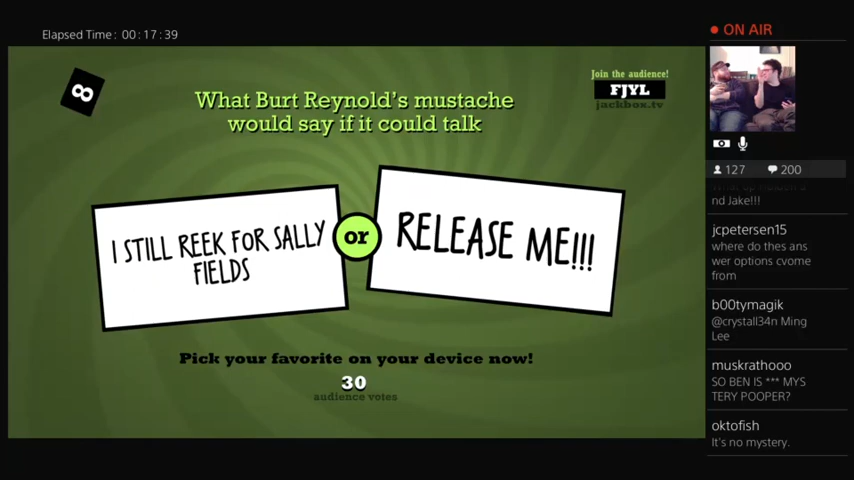 Elapsed Time: 00:17:39
ON AIR
8
What Burt Reynold's mustache
would say if it could talk
Join the audience!
FJYL
jackbox.tv
I STILL REEK FOR SALLY
FIELDS
or
RELEASE ME!!!
Pick your favorite on your device now!
30
audience votes
127
200
nd Jake!!!
jcpetersen15
where do thes ans
wer options cvome
from
b00tymagik
@crystall34n Ming
Lee
muskrathooo
SO BEN IS *** MYS
TERY POOPER?
oktofish
It's no mystery.